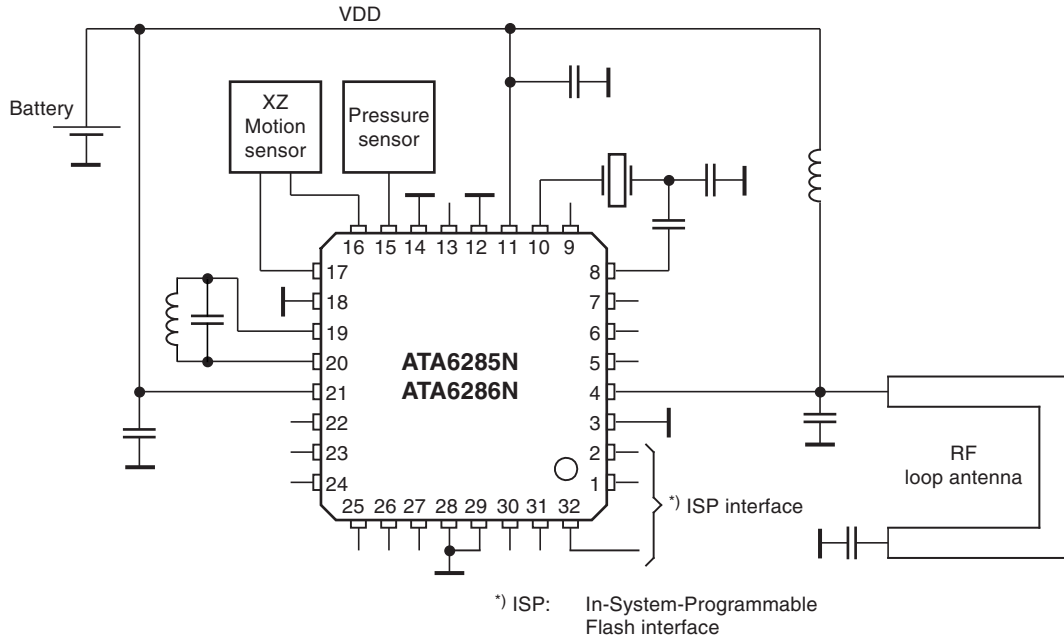 VDD
Battery
XZ
Motion
sensor
Pressure
sensor
16 15 14 13 12 11 10 9
17
18
19
20
21
22
23
24
8
7
6
5
4
3
2
1
ATA6285N
ATA6286N
25 26 27 28 29 30 31 32
*) ISP interface
RF
loop antenna
*) ISP: In-System-Programmable
Flash interface